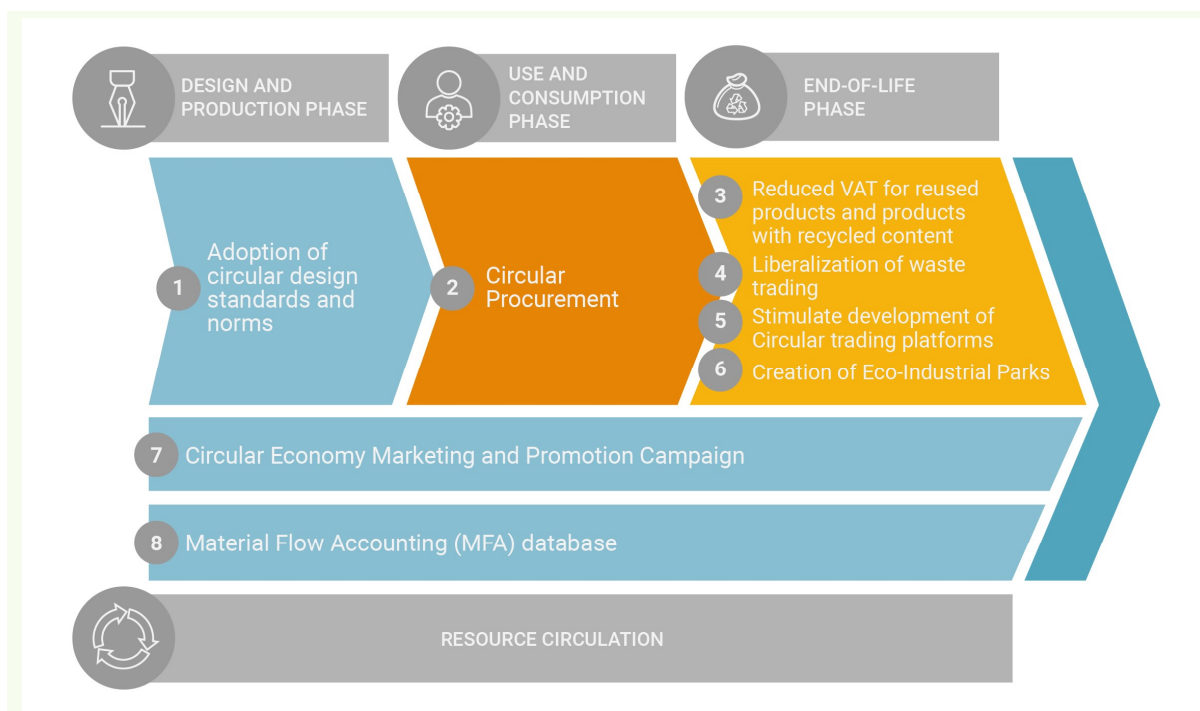 DESIGN AND
PRODUCTION PHASE
USE AND
CONSUMPTION
PHASE
END-OF-LIFE
PHASE
1
Adoption of
circular design
standards and
norms
2
Circular
Procurement
3
Reduced VAT for reused
products and products
with recycled content
4
Liberalization of waste
trading
5
Stimulate development of
Circular trading platforms
6
Creation of Eco-Industrial Parks
7
Circular Economy Marketing and Promotion Campaign
8
Material Flow Accounting (MFA) database
RESOURCE CIRCULATION